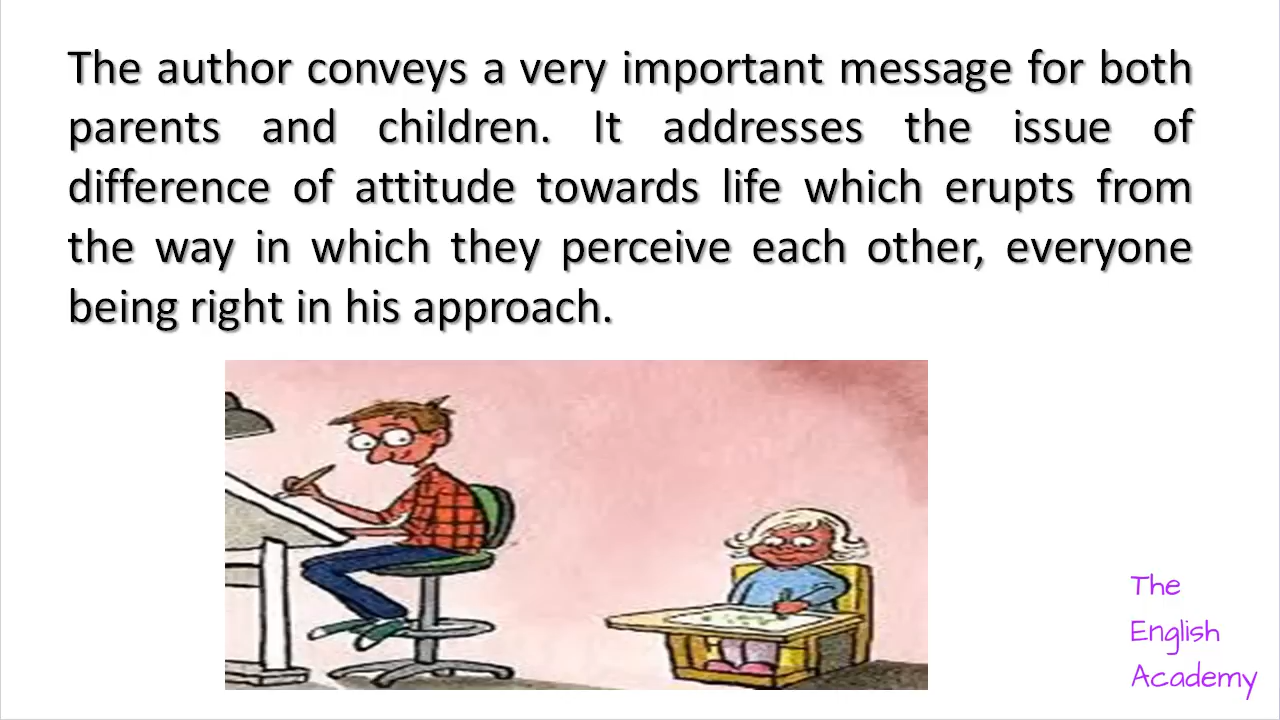 The author conveys a very important message for both
parents and children. It addresses the issue of
difference of attitude towards life which erupts from
the way in which they perceive each other, everyone
being right in his approach.
The
English
Academy